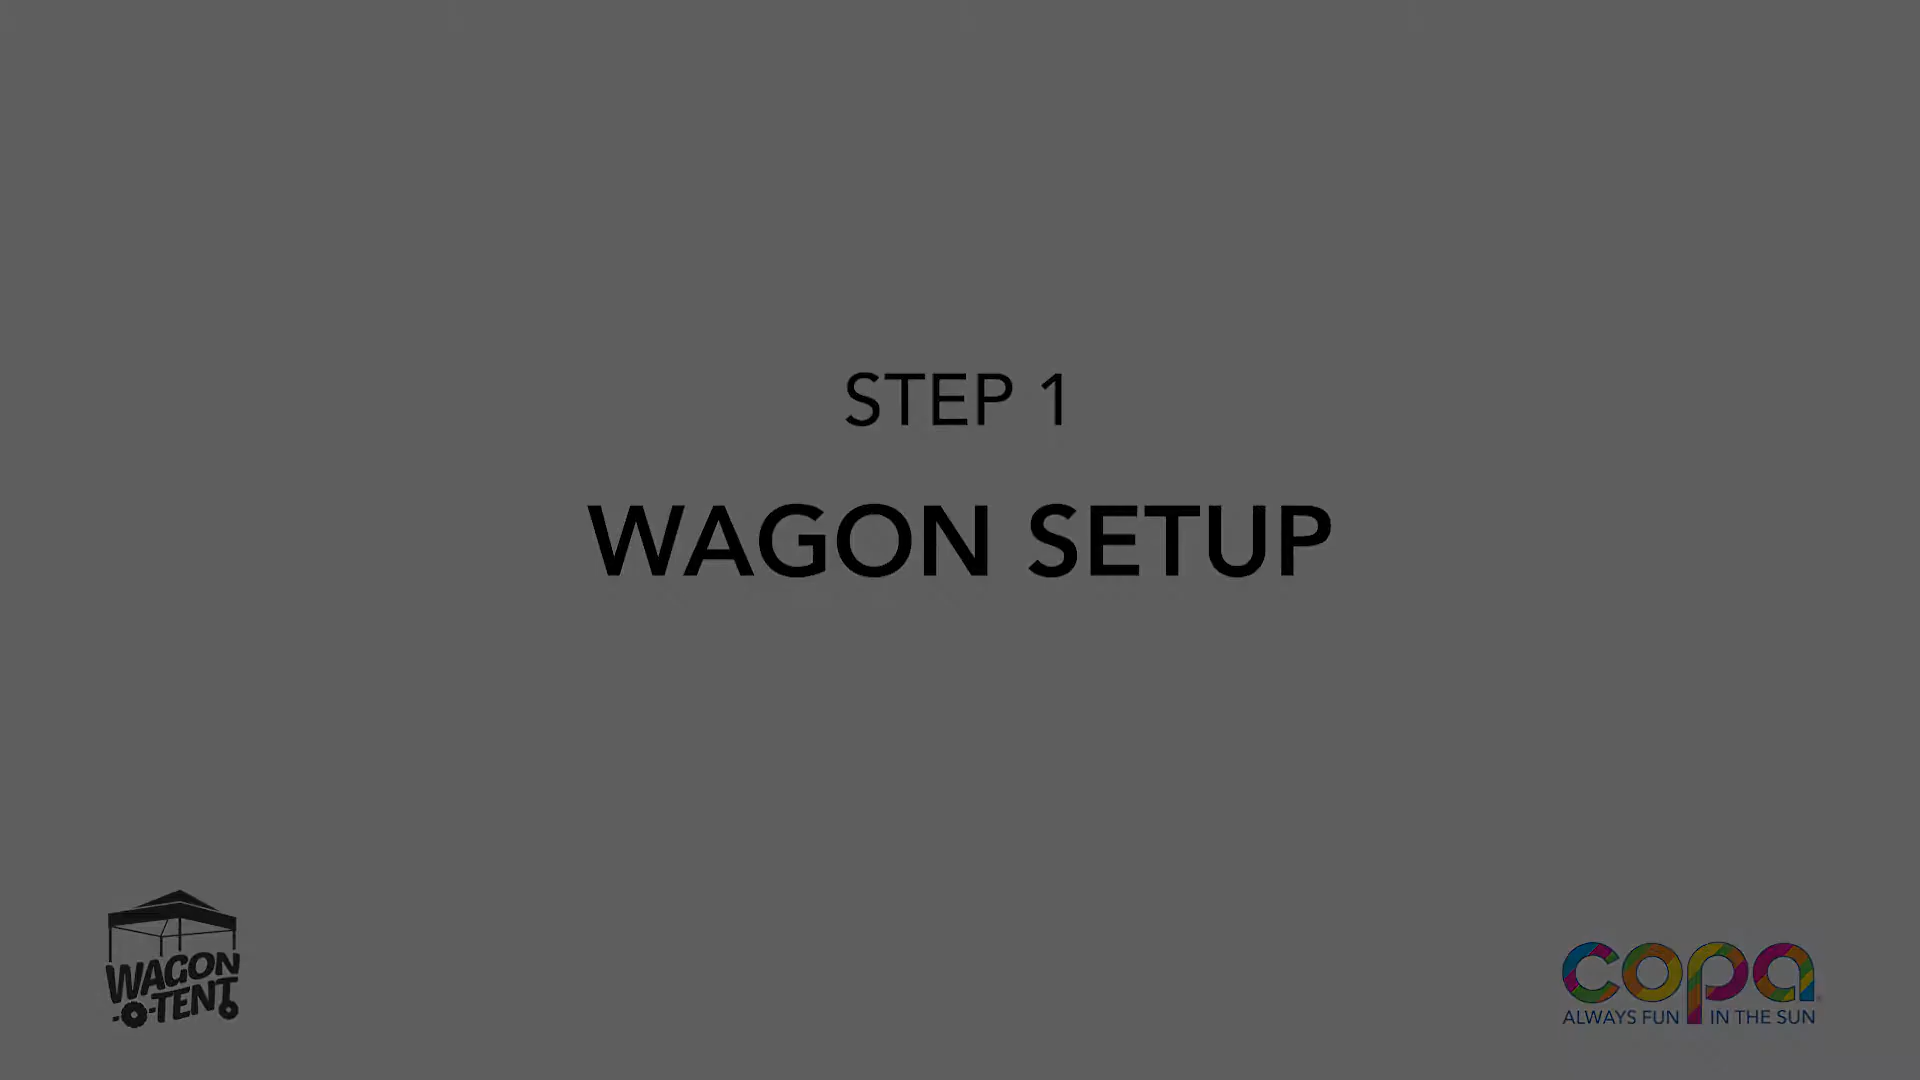 STEP 1
WAGON SETUP
WAGON
-O-TENT
copa
ALWAYS FUN IN THE SUN